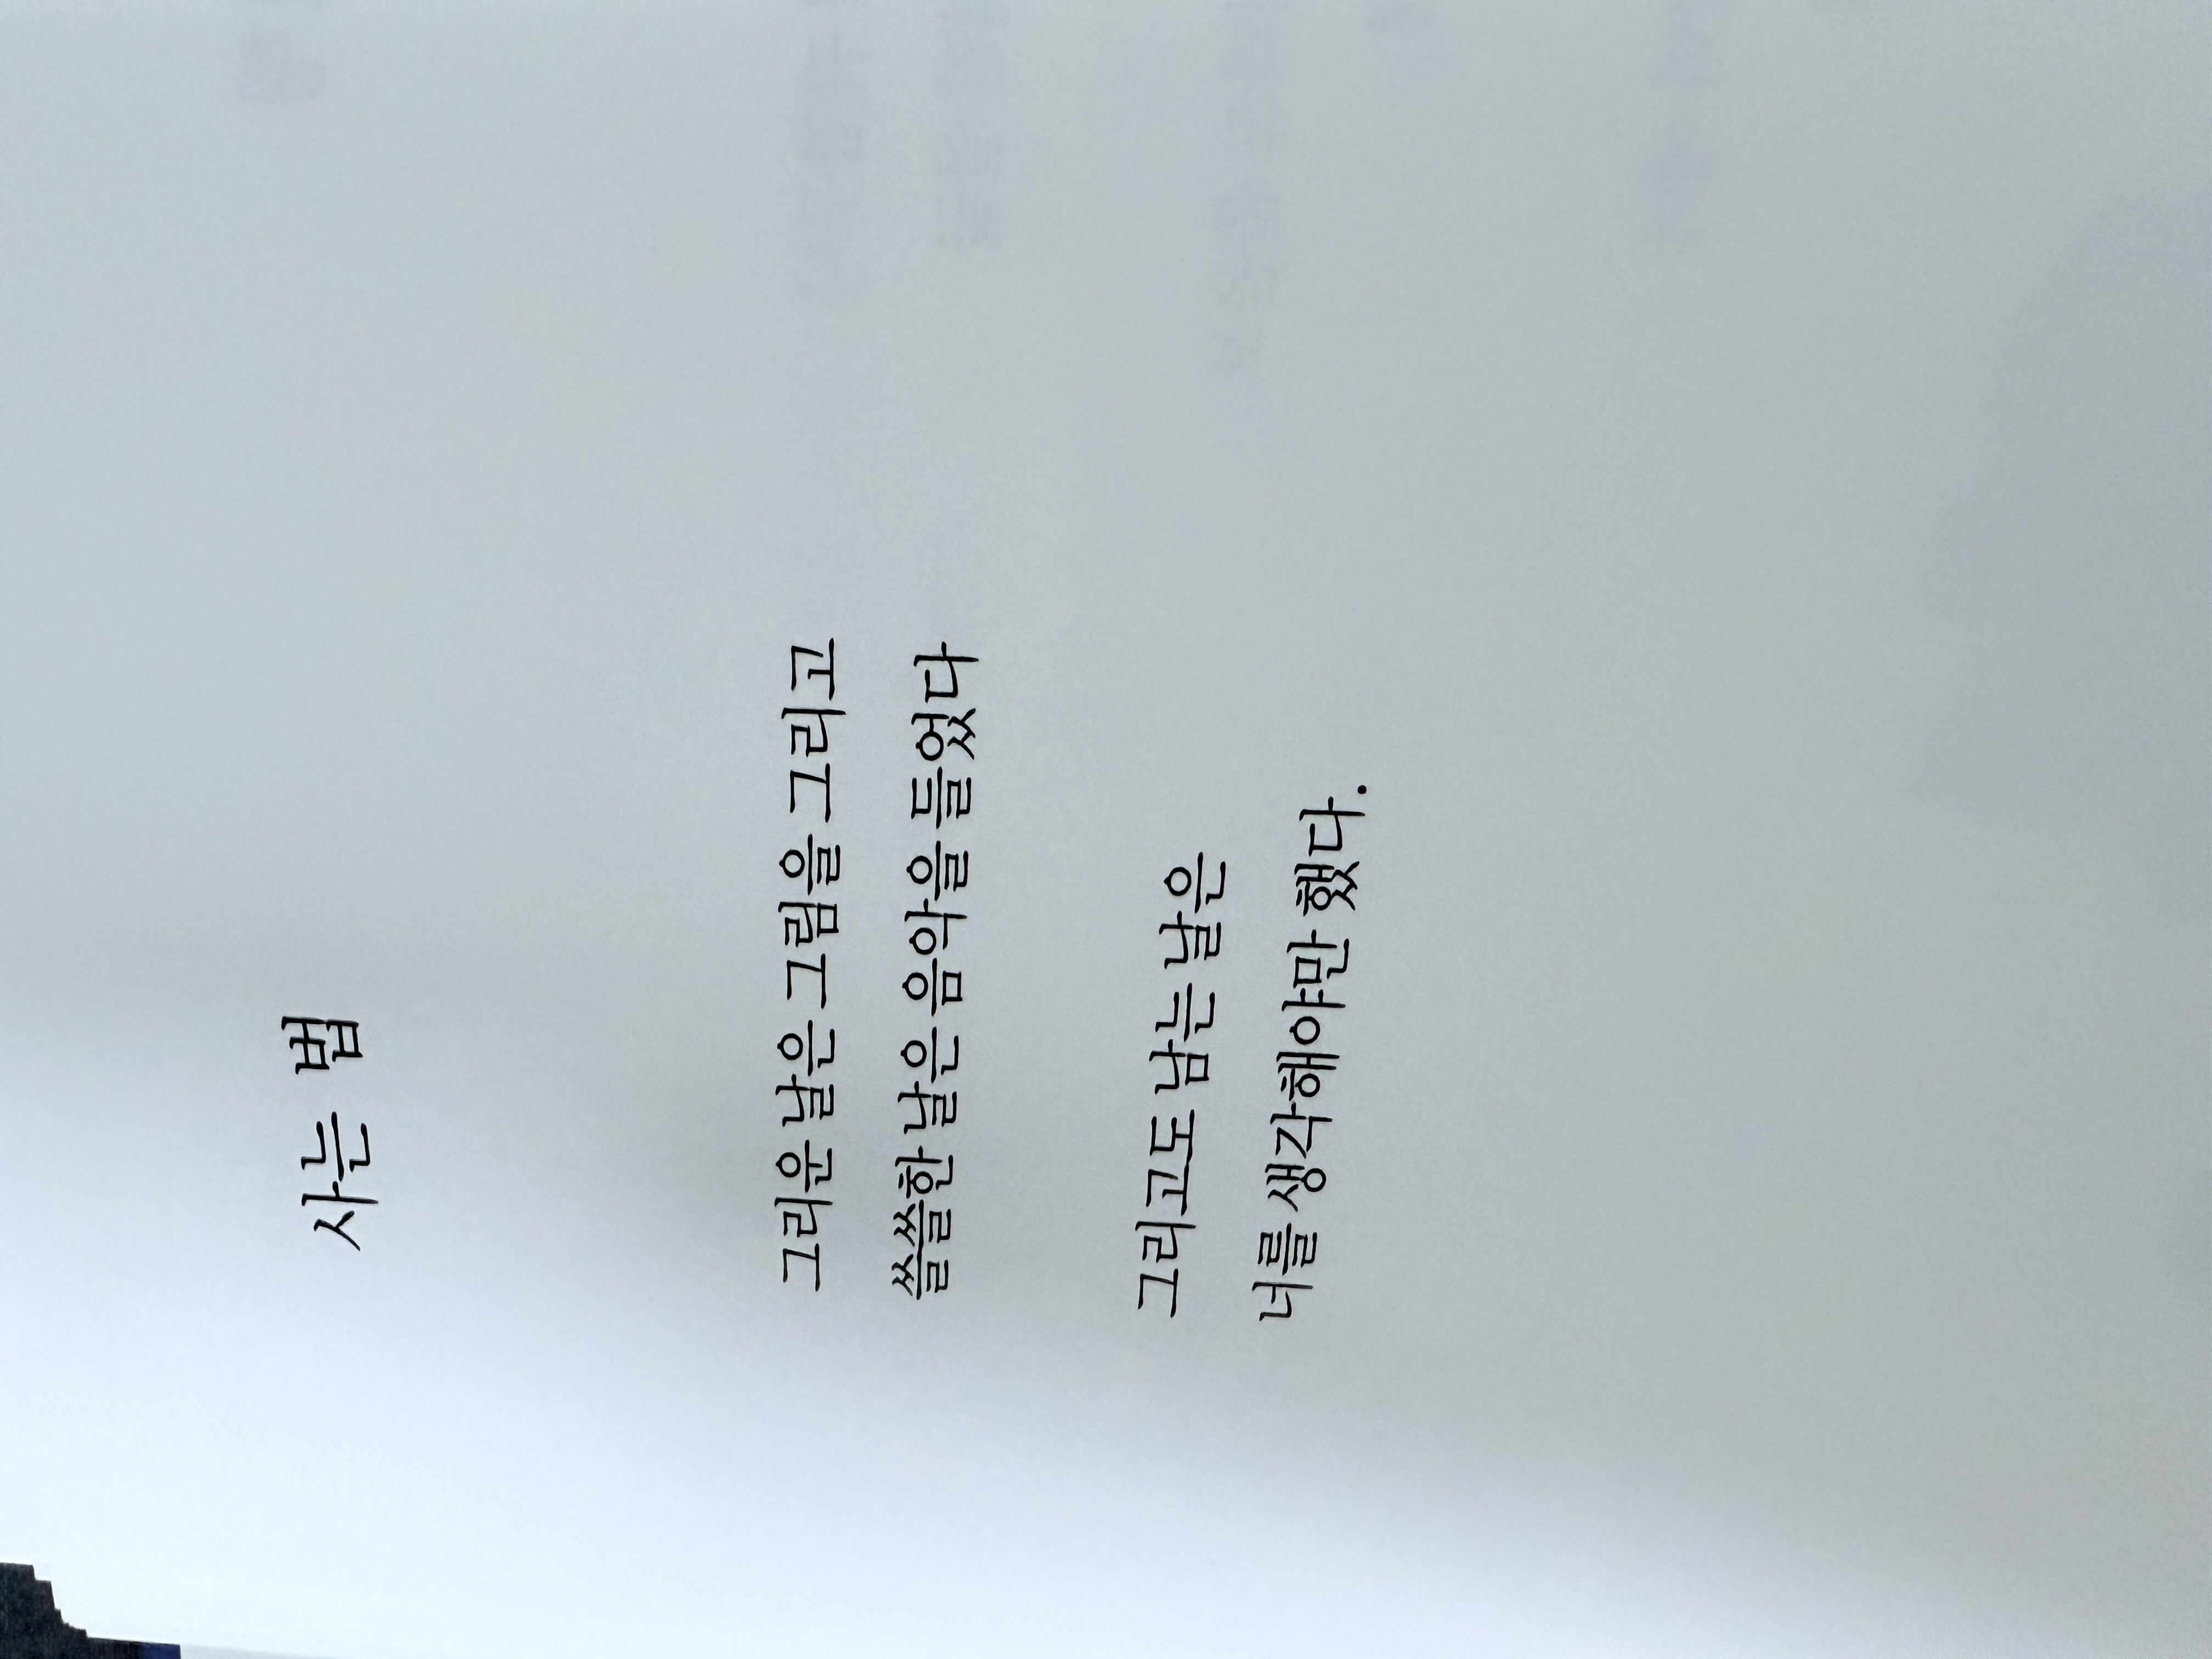 사는 법
그리운 날은 그림을 그리고
쓸쓸한 날은 음악을 들었다
그리고도 남는 날은
너를 생각해야만 했다.